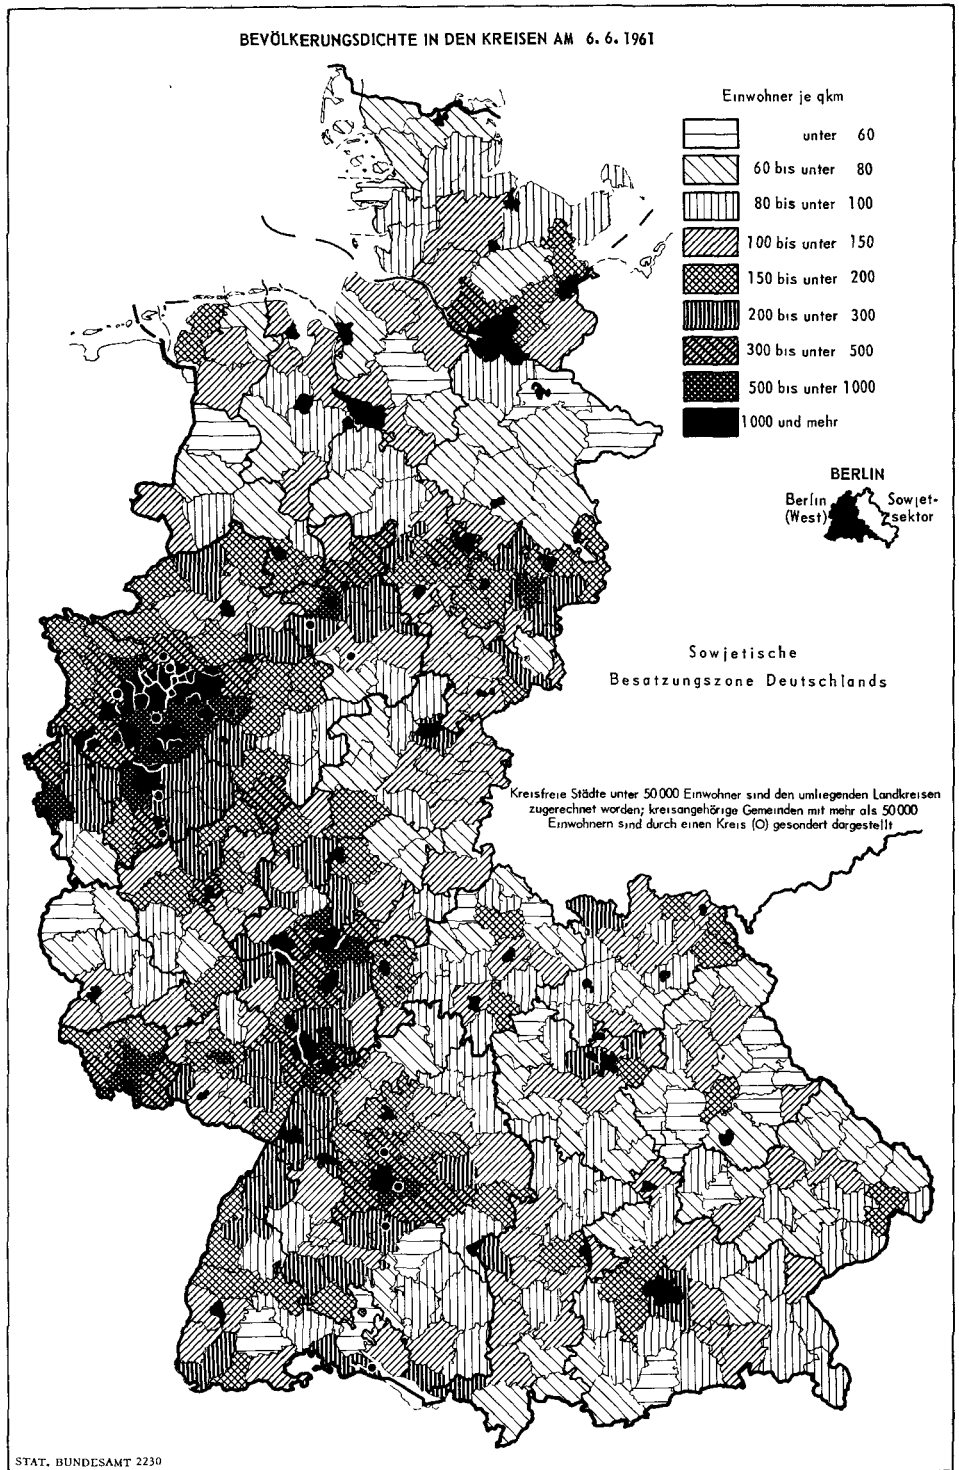 BEVÖLKERUNGSDICHTE IN DEN KREISEN AM 6. 6. 1961
Einwohner je qkm
unter 60
60 bis unter 80
80 bis unter 100
100 bis unter 150
150 bis unter 200
200 bis unter 300
300 bis unter 500
500 bis unter 1000
1000 und mehr
BERLIN
Berlin (West)
Sowjet-
sektor
Sowjetische
Besatzungszone Deutschlands
Kreisfreie Städte unter 50 000 Einwohner sind den umliegenden Landkreisen
zugerechnet worden; kreisangehörige Gemeinden mit mehr als 50 000
Einwohnern sind durch einen Kreis (O) gesondert dargestellt
STAT. BUNDESAMT 2230